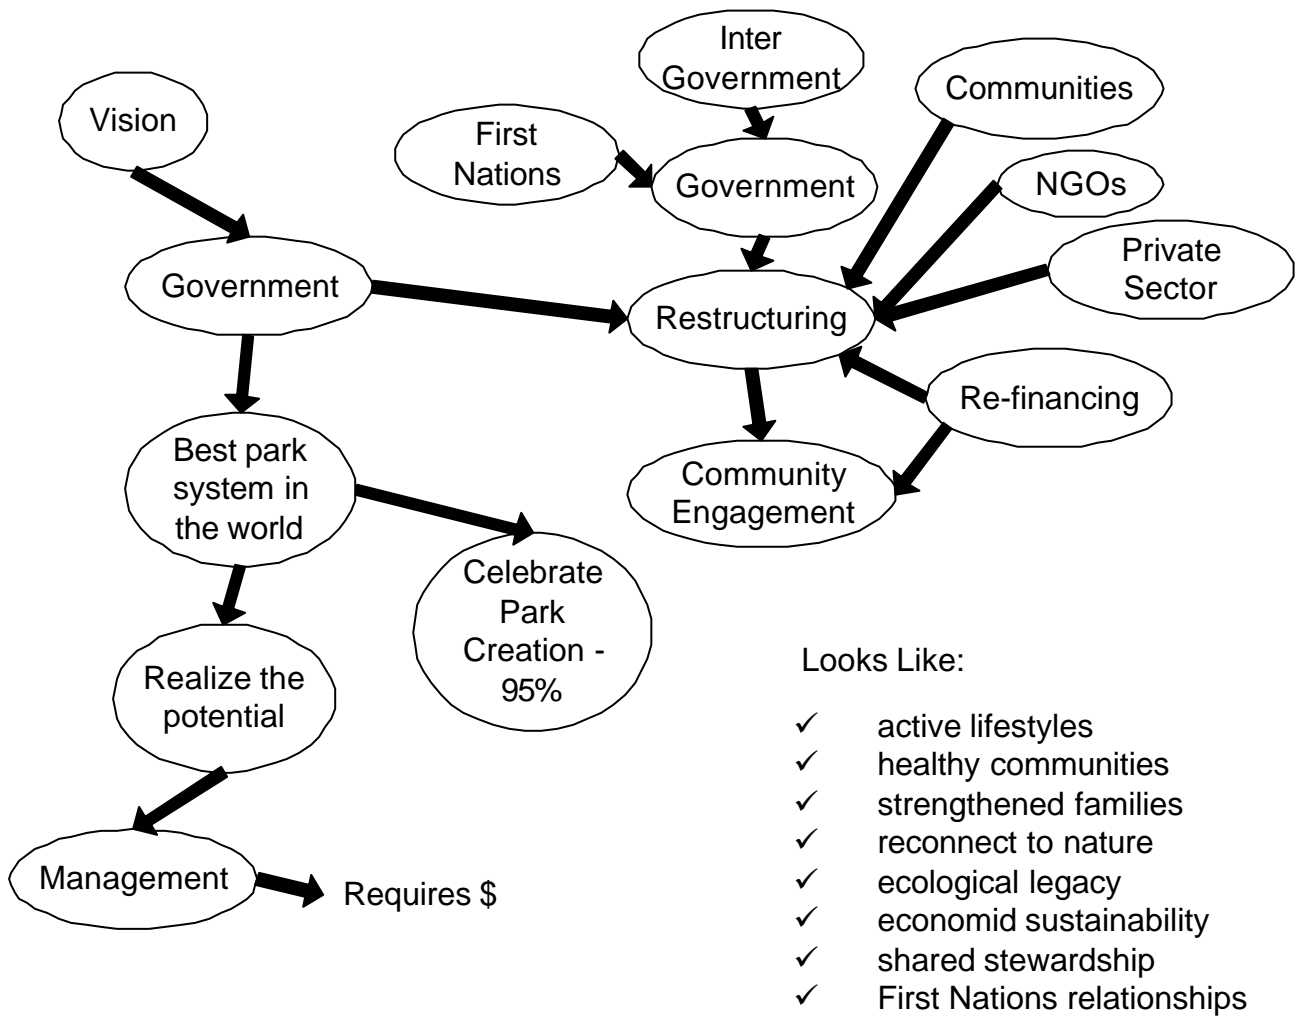 Vision
First
Nations
Inter
Government
Communities
Government
NGOs
Private
Sector
Government
Restructuring
Re-financing
Best park
system in
the world
Community
Engagement
Celebrate
Park
Creation -
95%
Realize the
potential
Management
Requires $
Looks Like:
✓ active lifestyles
✓ healthy communities
✓ strengthened families
✓ reconnect to nature
✓ ecological legacy
✓ economid sustainability
✓ shared stewardship
✓ First Nations relationships